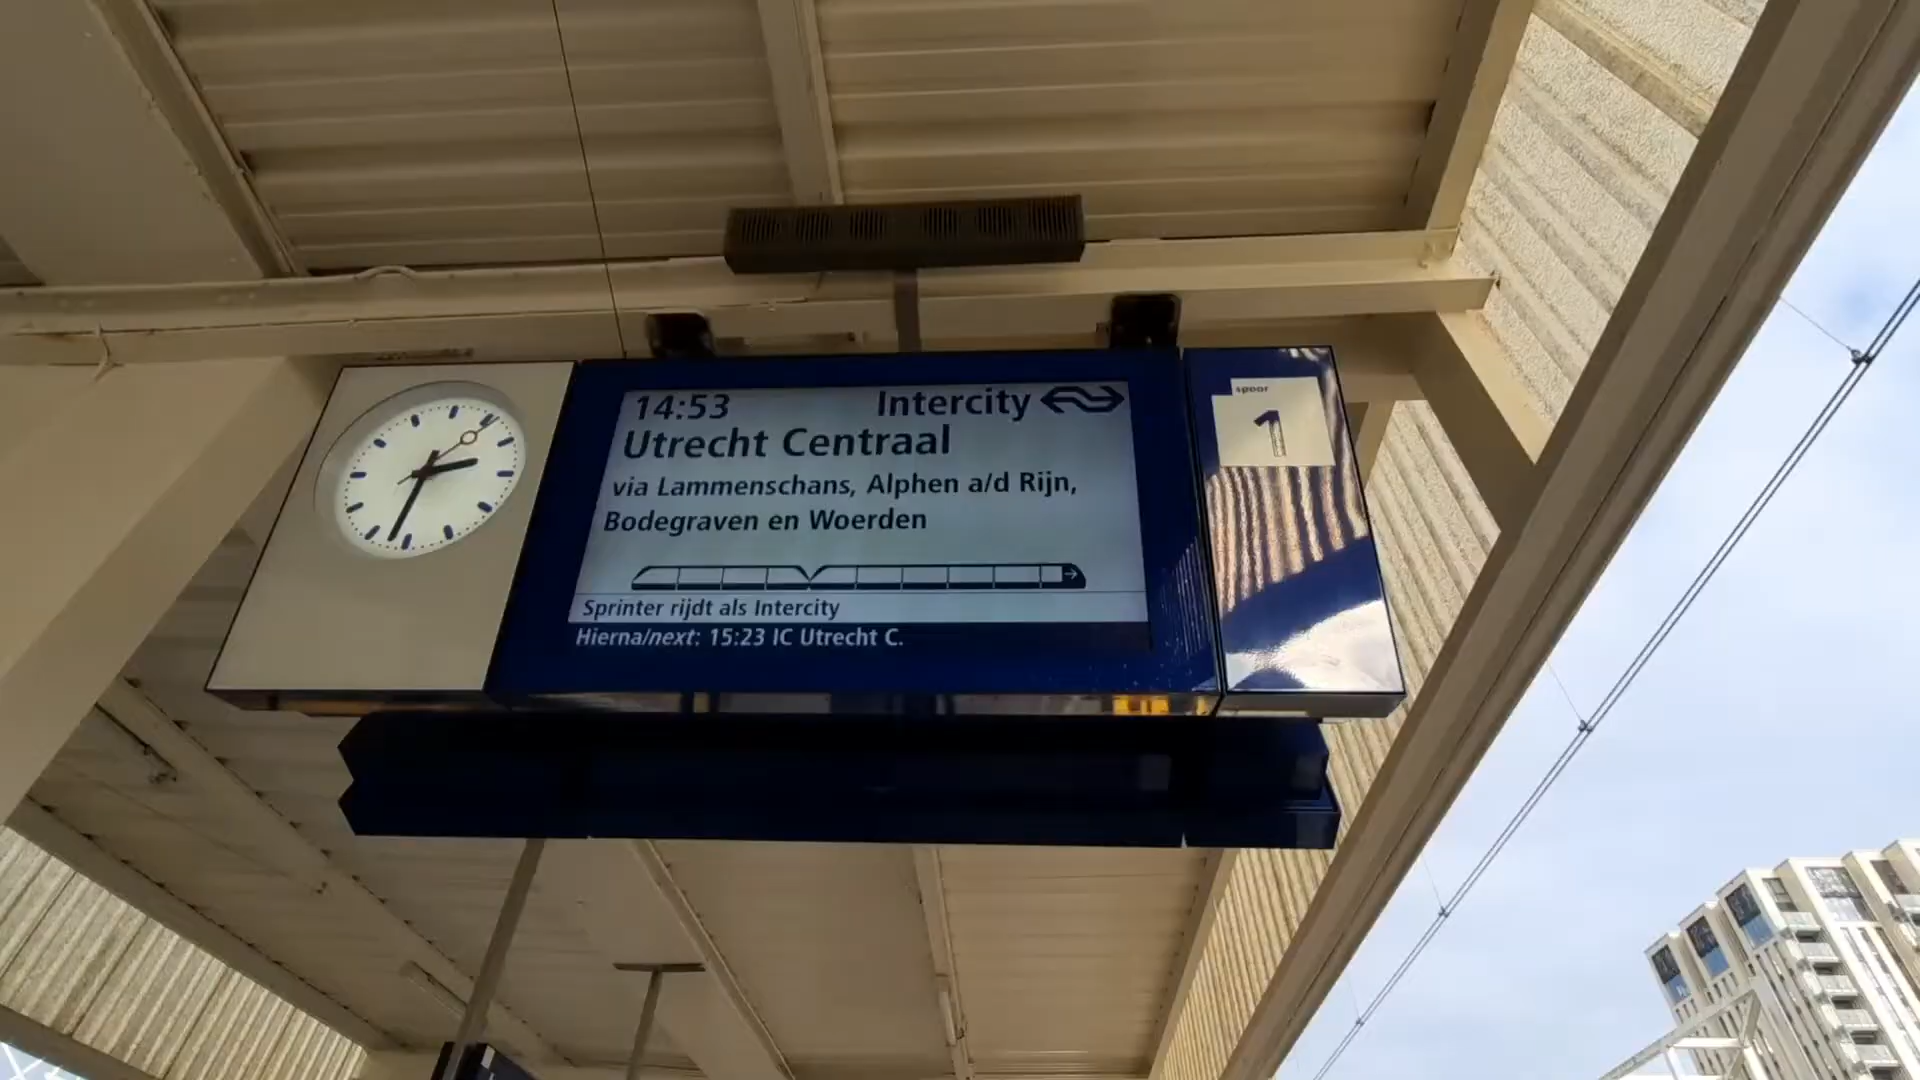 14:53 Intercity
Utrecht Centraal
via Lammenschans, Alphen a/d Rijn,
Bodegraven en Woerden
Sprinter rijdt als Intercity
Hierna/next: 15:23 IC Utrecht C.
spoor
1